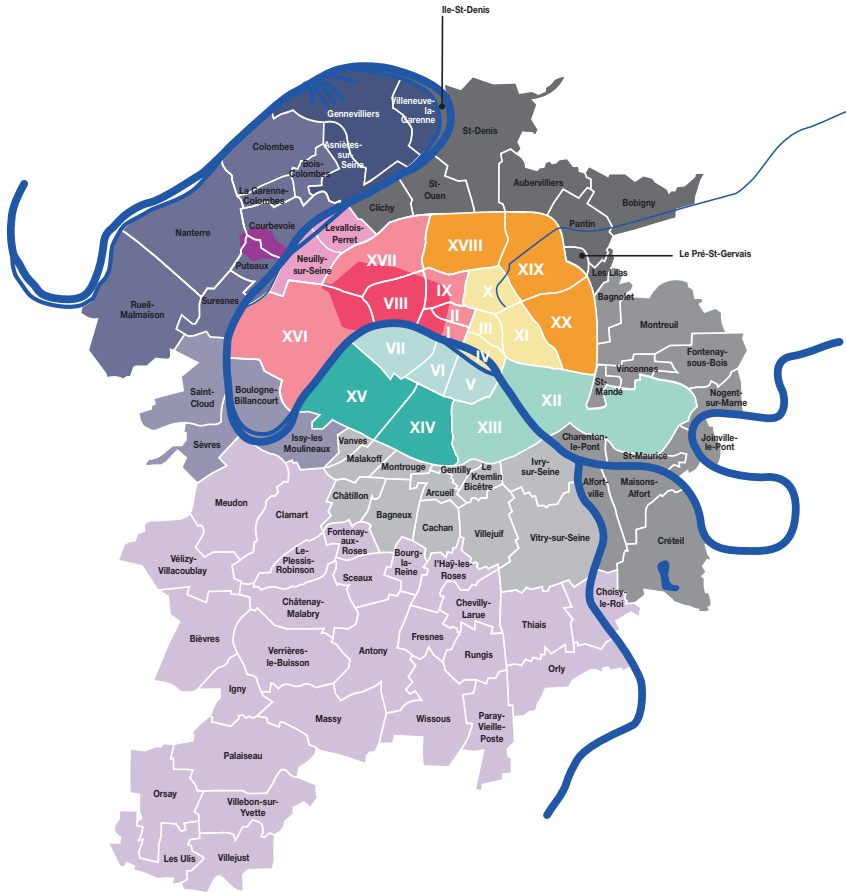 Ile-St-Denis
Villeneuve-
la-
Garenne
Gennevilliers
St-Denis
Colombes
Asnières-
sur
Seine
Bois-
Colombes
La Garenne-
Colombes
St-
Ouen
Aubervilliers
Bobigny
Clichy
Pantin
Courbevoie
Levallois-
Perret
Nanterre
XVII
XVIII
Le Pré-St-Gervais
Puteaux
Neuilly-
sur-Seine
XIX
Les Lilas
Suresnes
IX
X
Bagnolet
Rueil-
Malmaison
VIII
II
III
XI
XX
Montreuil
XVI
I
IV
VII
Fontenay-
sous-Bois
Vincennes
VI
V
St-
Mandé
Saint-
Cloud
Boulogne-
Billancourt
XV
XII
Nogent-
sur-Marne
XIV
XIII
Sèvres
Issy-les
Moulineaux
Vanves
Malakoff
Montrouge
Gentilly
Le
Kremlin
Bicêtre
Ivry-
sur-Seine
Charenton-
le-Pont
St-Maurice
Joinville-
le-Pont
Meudon
Clamart
Châtillon
Bagneux
Arcueil
Cachan
Villejuif
Vitry-sur-Seine
Alfort-
ville
Maisons-
Alfort
Créteil
Fontenay-
aux-
Roses
Vélizy-
Villacoublay
Le-
Plessis-
Robinson
Sceaux
Bourg-
la-
Reine
l'Haÿ-les-
Roses
Choisy-
le-Roi
Châtenay-
Malabry
Chevilly-
Larue
Thiais
Bièvres
Verrières-
le-Buisson
Antony
Fresnes
Rungis
Orly
Igny
Massy
Wissous
Paray-
Vieille-
Poste
Palaiseau
Orsay
Villebon-sur-
Yvette
Les Ulis
Villejust